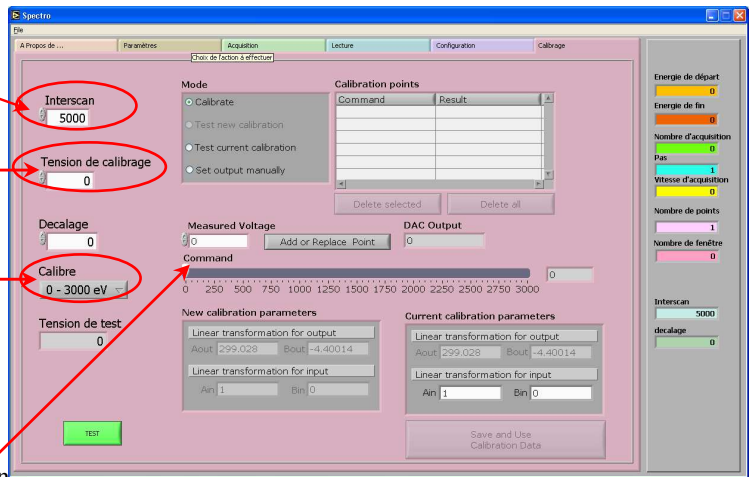 Spectro
File
A Propos de ...
Paramètres
Acquisition
Lecture
Configuration
Calibrage
Choix de l'action à effectuer
Interscan
5000
Tension de calibrage
0
Decalage
0
Calibre
0 - 3000 eV
Tension de test
0
TEST
Mode
Calibrate
Test new calibration
Test current calibration
Set output manually
Calibration points
Command Result
Delete selected
Delete all
Measured Voltage
0
Add or Replace Point
DAC Output
0
Command
0
0 250 500 750 1000 1250 1500 1750 2000 2250 2500 2750 3000
New calibration parameters
Linear transformation for output
Aout 299.028 Bout -4.40014
Linear transformation for input
Ain 1 Bin 0
Current calibration parameters
Linear transformation for output
Aout 299.028 Bout -4.40014
Linear transformation for input
Ain 1 Bin 0
Save and Use
Calibration Data
Energie de départ
0
Energie de fin
0
Nombre d'acquisition
0
Pas
1
Vitesse d'acquisition
0
Nombre de points
1
Nombre de fenêtre
0
Interscan
5000
decalage
0